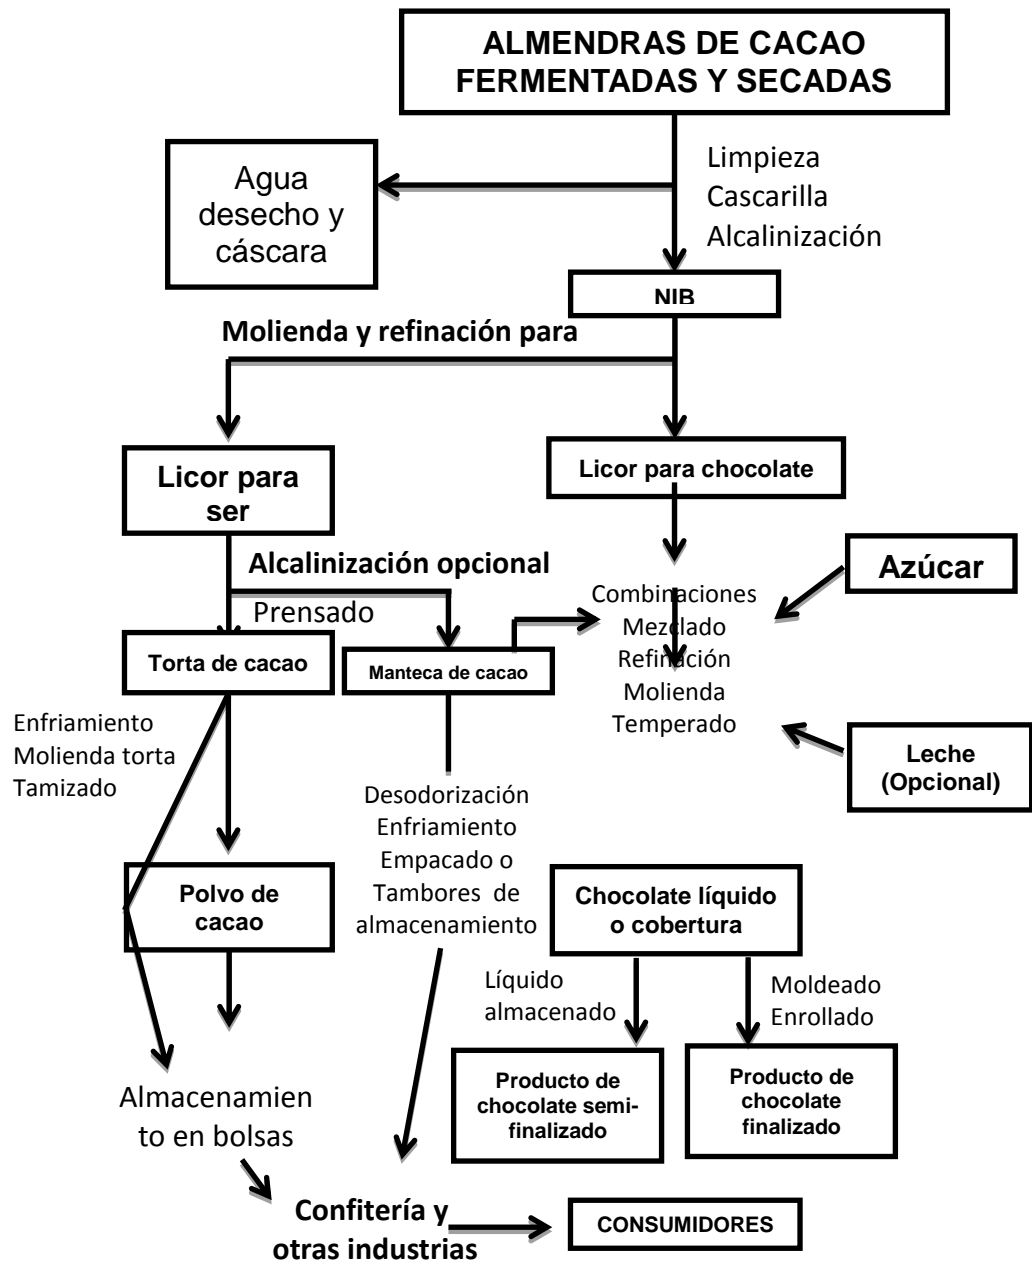 ALMENDRAS DE CACAO
FERMENTADAS Y SECADAS
Agua
desecho y
cáscara
Limpieza
Cascarilla
Alcalinización
NIB
Molienda y refinación para
Licor para
ser
Licor para chocolate
Alcalinización opcional
Prensado
Azúcar
Combinaciones
Mezclado
Refinación
Molienda
Temperado
Torta de cacao
Manteca de cacao
Enfriamiento
Molienda torta
Tamizado
Leche
(Opcional)
Desodorización
Enfriamiento
Empacado o
Tambores de
almacenamiento
Polvo de
cacao
Chocolate líquido
o cobertura
Líquido
almacenado
Moldeado
Enrollado
Producto de
chocolate semi-
finalizado
Producto de
chocolate
finalizado
Almacenamien
to en bolsas
Confitería y
otras industrias
CONSUMIDORES